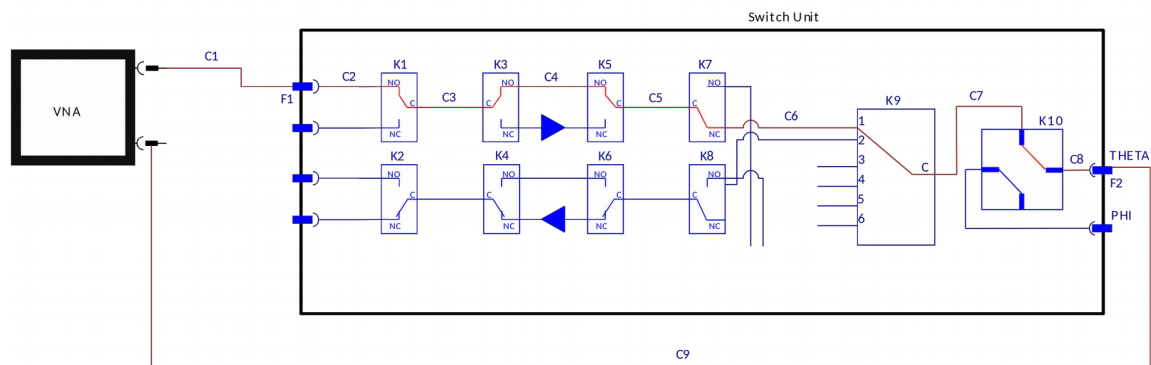 Switch Unit
VNA
C1
F1
C2
K1
NO
C
NC
C3
K3
NO
C
NC
C4
K5
NO
C
NC
C5
K7
NO
C
NC
C6
K9
1
2
3
4
5
6
C
C7
K10
C8
THETA
F2
PHI
K2
NO
C
NC
K4
NO
C
NC
K6
NO
C
NC
K8
NO
C
NC
C9